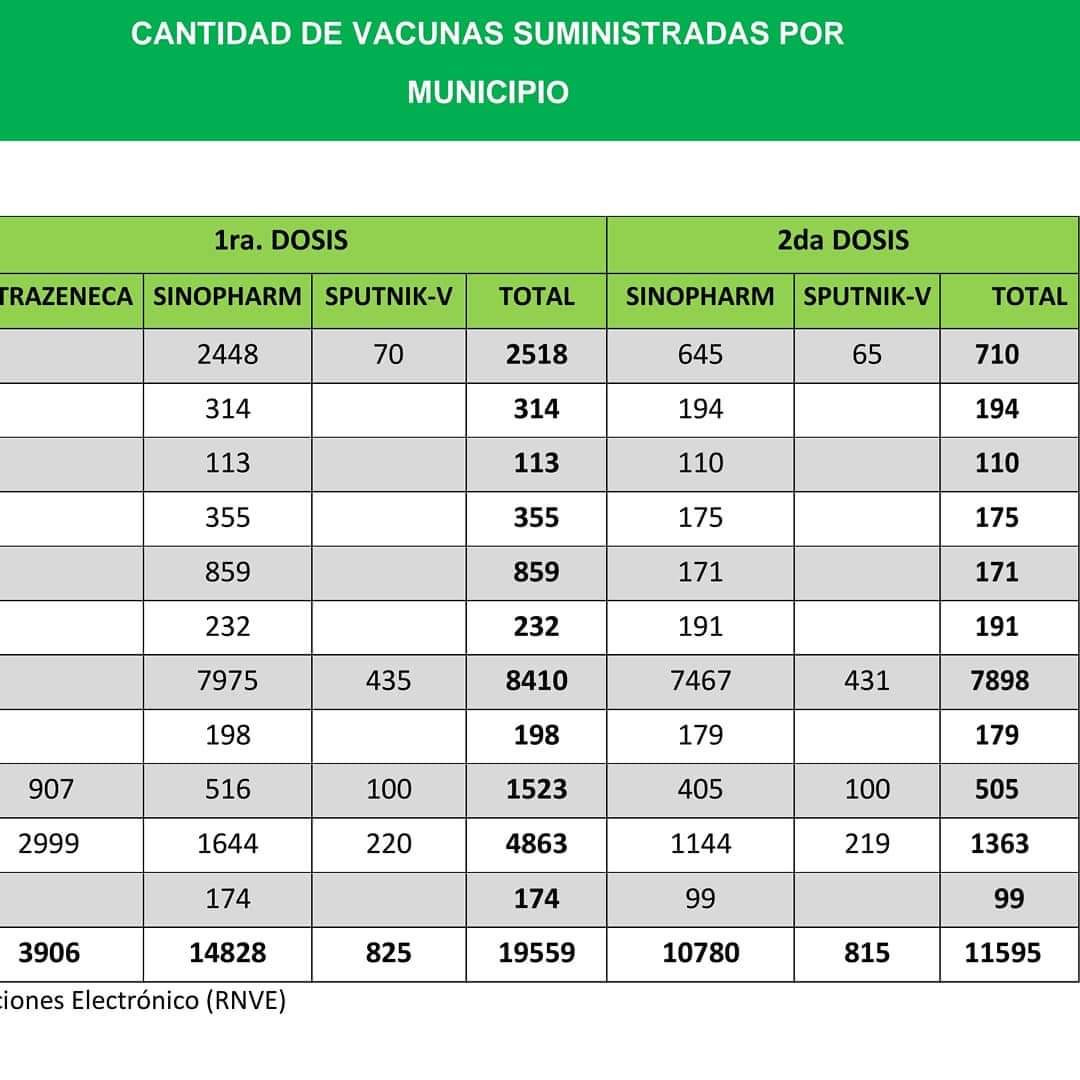 CANTIDAD DE VACUNAS SUMINISTRADAS POR
MUNICIPIO
1ra. DOSIS 2da DOSIS
TRAZENECA SINOPHARM SPUTNIK-V TOTAL SINOPHARM SPUTNIK-V TOTAL
2448 70 2518 645 65 710
314 314 194 194
113 113 110 110
355 355 175 175
859 859 171 171
232 232 191 191
7975 435 8410 7467 431 7898
198 198 179 179
907 516 100 1523 405 100 505
2999 1644 220 4863 1144 219 1363
174 174 99 99
3906 14828 825 19559 10780 815 11595
ciones Electrónico (RNVE)